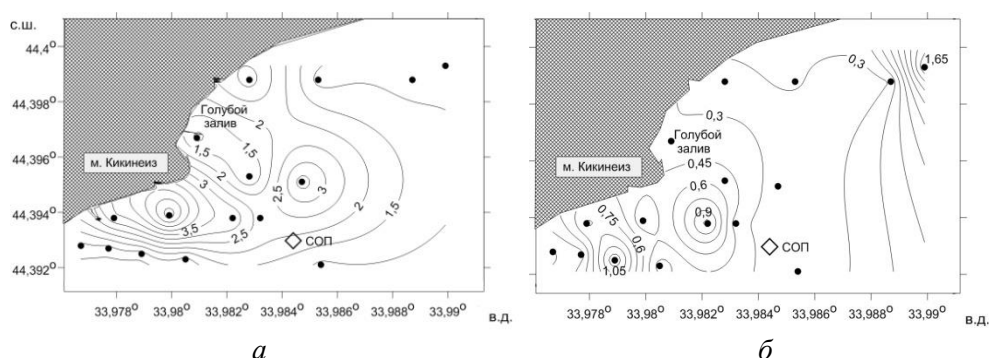 с.ш.
44,4°
44,398°
44,396°
44,394°
44,392°
Голубой
залив
м. Кикинеиз
2
2
1,5
1,5
2
3
3,5
2,5
2,5
3
2
1,5
СОП
33,978° 33,98° 33,982° 33,984° 33,986° 33,988° 33,99°
в.д.
а
1,65
0,3
0,3
Голубой
залив
м. Кикинеиз
0,45
0,6
0,9
0,75
0,6
1,05
СОП
33,978° 33,98° 33,982° 33,984° 33,986° 33,988° 33,99°
в.д.
б